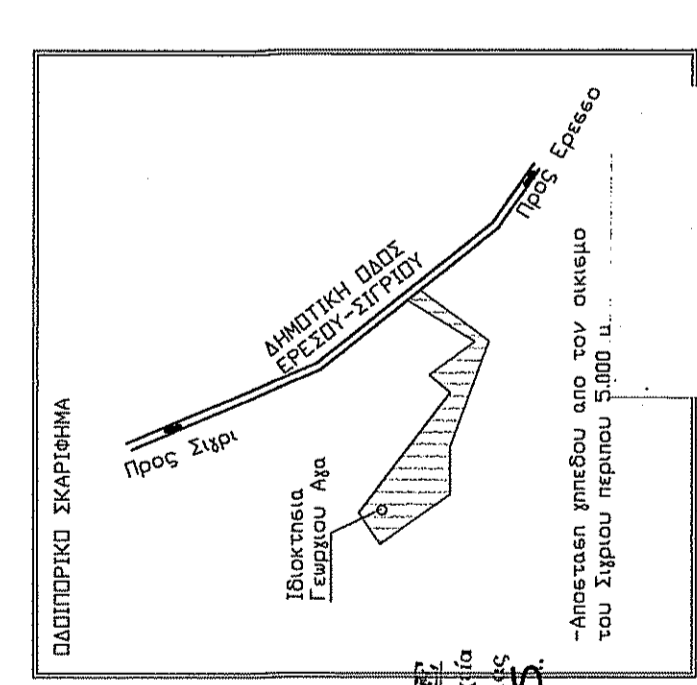 ΟΔΟΙΠΟΡΙΚΟ ΣΚΑΡΙΦΗΜΑ
Προς Σιγρι
ΔΗΜΟΤΙΚΗ ΟΔΟΣ
ΕΡΕΣΟΥ-ΣΙΓΡΙΟΥ
Προς Ερεσσο
Ιδιοκτησια
Γεωργιου Αγα
-Αποσταση γηπεδου απο τον οικισμο
του Σιγριου περιπου 5.000 μ.